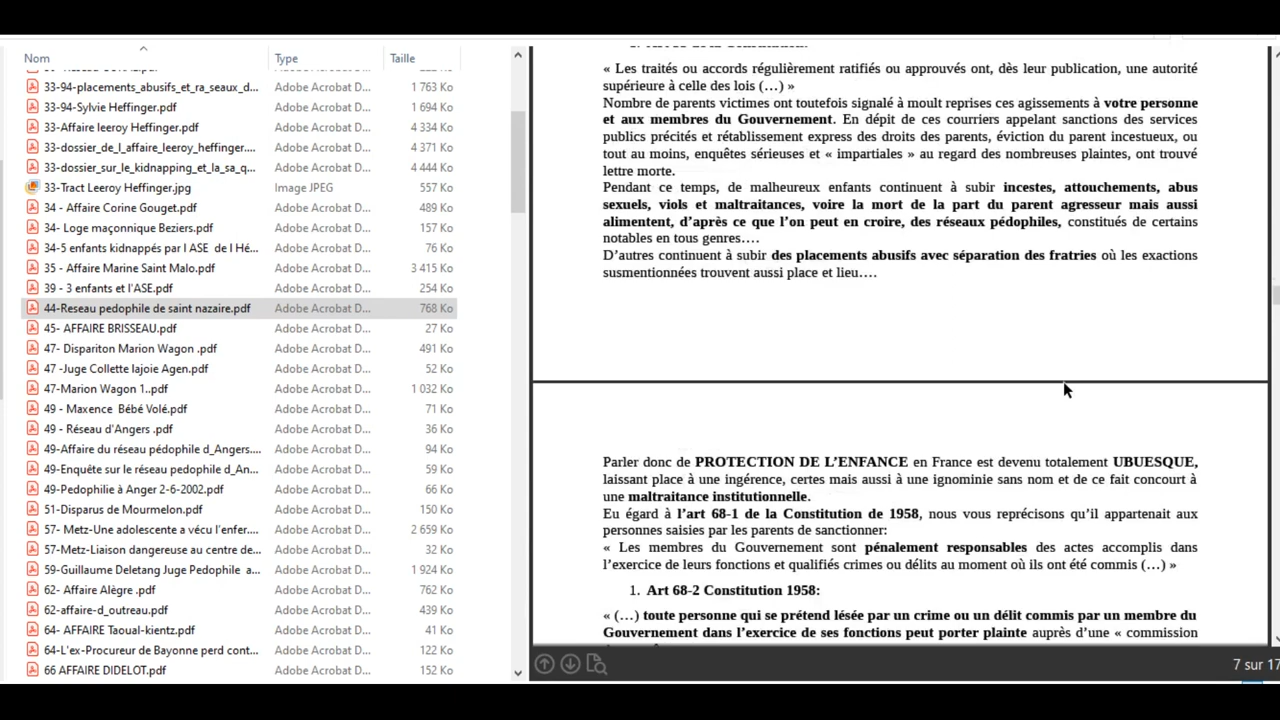 Nom Type Taille
33-94-placements_abusifs_et_ra_seaux_d... Adobe Acrobat D... 1 763 Ko
33-94-Sylvie Heffinger.pdf Adobe Acrobat D... 1 694 Ko
33-Affaire leeroy Heffinger.pdf Adobe Acrobat D... 4 334 Ko
33-dossier_de_l_affaire_leeroy_heffinger.... Adobe Acrobat D... 4 371 Ko
33-dossier_sur_le_kidnapping_et_la_sa_q... Adobe Acrobat D... 4 444 Ko
33-Tract Leeroy Heffinger.jpg Image JPEG 557 Ko
34 - Affaire Corine Gouget.pdf Adobe Acrobat D... 489 Ko
34- Loge maçonnique Beziers.pdf Adobe Acrobat D... 157 Ko
34-5 enfants kidnappés par l ASE de l Hé... Adobe Acrobat D... 76 Ko
35 - Affaire Marine Saint Malo.pdf Adobe Acrobat D... 3 415 Ko
39 - 3 enfants et l'ASE.pdf Adobe Acrobat D... 254 Ko
44-Reseau pedophile de saint nazaire.pdf Adobe Acrobat D... 768 Ko
45- AFFAIRE BRISSEAU.pdf Adobe Acrobat D... 27 Ko
47- Dispariton Marion Wagon .pdf Adobe Acrobat D... 491 Ko
47 -Juge Collette lajoie Agen.pdf Adobe Acrobat D... 52 Ko
47-Marion Wagon 1..pdf Adobe Acrobat D... 1 032 Ko
49 - Maxence Bébé Volé.pdf Adobe Acrobat D... 71 Ko
49 - Réseau d'Angers .pdf Adobe Acrobat D... 36 Ko
49-Affaire du réseau pédophile d_Angers.... Adobe Acrobat D... 94 Ko
49-Enquête sur le réseau pedophile d_An... Adobe Acrobat D... 59 Ko
49-Pedophilie à Anger 2-6-2002.pdf Adobe Acrobat D... 66 Ko
51-Disparus de Mourmelon.pdf Adobe Acrobat D... 150 Ko
57- Metz-Une adolescente a vécu l'enfer.... Adobe Acrobat D... 2 659 Ko
57-Metz-Liaison dangereuse au centre de... Adobe Acrobat D... 32 Ko
59-Guillaume Deletang Juge Pedophile a... Adobe Acrobat D... 1 924 Ko
62- Affaire Alègre .pdf Adobe Acrobat D... 762 Ko
62-affaire-d_outreau.pdf Adobe Acrobat D... 439 Ko
64- AFFAIRE Taoual-kientz.pdf Adobe Acrobat D... 41 Ko
64-L'ex-Procureur de Bayonne perd cont... Adobe Acrobat D... 122 Ko
66 AFFAIRE DIDELOT.pdf Adobe Acrobat D... 152 Ko
« Les traités ou accords régulièrement ratifiés ou approuvés ont, dès leur publication, une autorité
supérieure à celle des lois (…) »
Nombre de parents victimes ont toutefois signalé à moult reprises ces agissements à votre personne
et aux membres du Gouvernement. En dépit de ces courriers appelant sanctions des services
publics précités et rétablissement express des droits des parents, éviction du parent incestueux, ou
tout au moins, enquêtes sérieuses et « impartiales » au regard des nombreuses plaintes, ont trouvé
lettre morte.
Pendant ce temps, de malheureux enfants continuent à subir incestes, attouchements, abus
sexuels, viols et maltraitances, voire la mort de la part du parent agresseur mais aussi
alimentent, d'après ce que l'on peut en croire, des réseaux pédophiles, constitués de certains
notables en tous genres….
D'autres continuent à subir des placements abusifs avec séparation des fratries où les exactions
susmentionnées trouvent aussi place et lieu….
Parler donc de PROTECTION DE L'ENFANCE en France est devenu totalement UBUESQUE,
laissant place à une ingérence, certes mais aussi à une ignominie sans nom et de ce fait concourt à
une maltraitance institutionnelle.
Eu égard à l'art 68-1 de la Constitution de 1958, nous vous reprécisons qu'il appartenait aux
personnes saisies par les parents de sanctionner:
« Les membres du Gouvernement sont pénalement responsables des actes accomplis dans
l'exercice de leurs fonctions et qualifiés crimes ou délits au moment où ils ont été commis (…) »
1. Art 68-2 Constitution 1958:
« (…) toute personne qui se prétend lésée par un crime ou un délit commis par un membre du
Gouvernement dans l'exercice de ses fonctions peut porter plainte auprès d'une « commission
7 sur 17